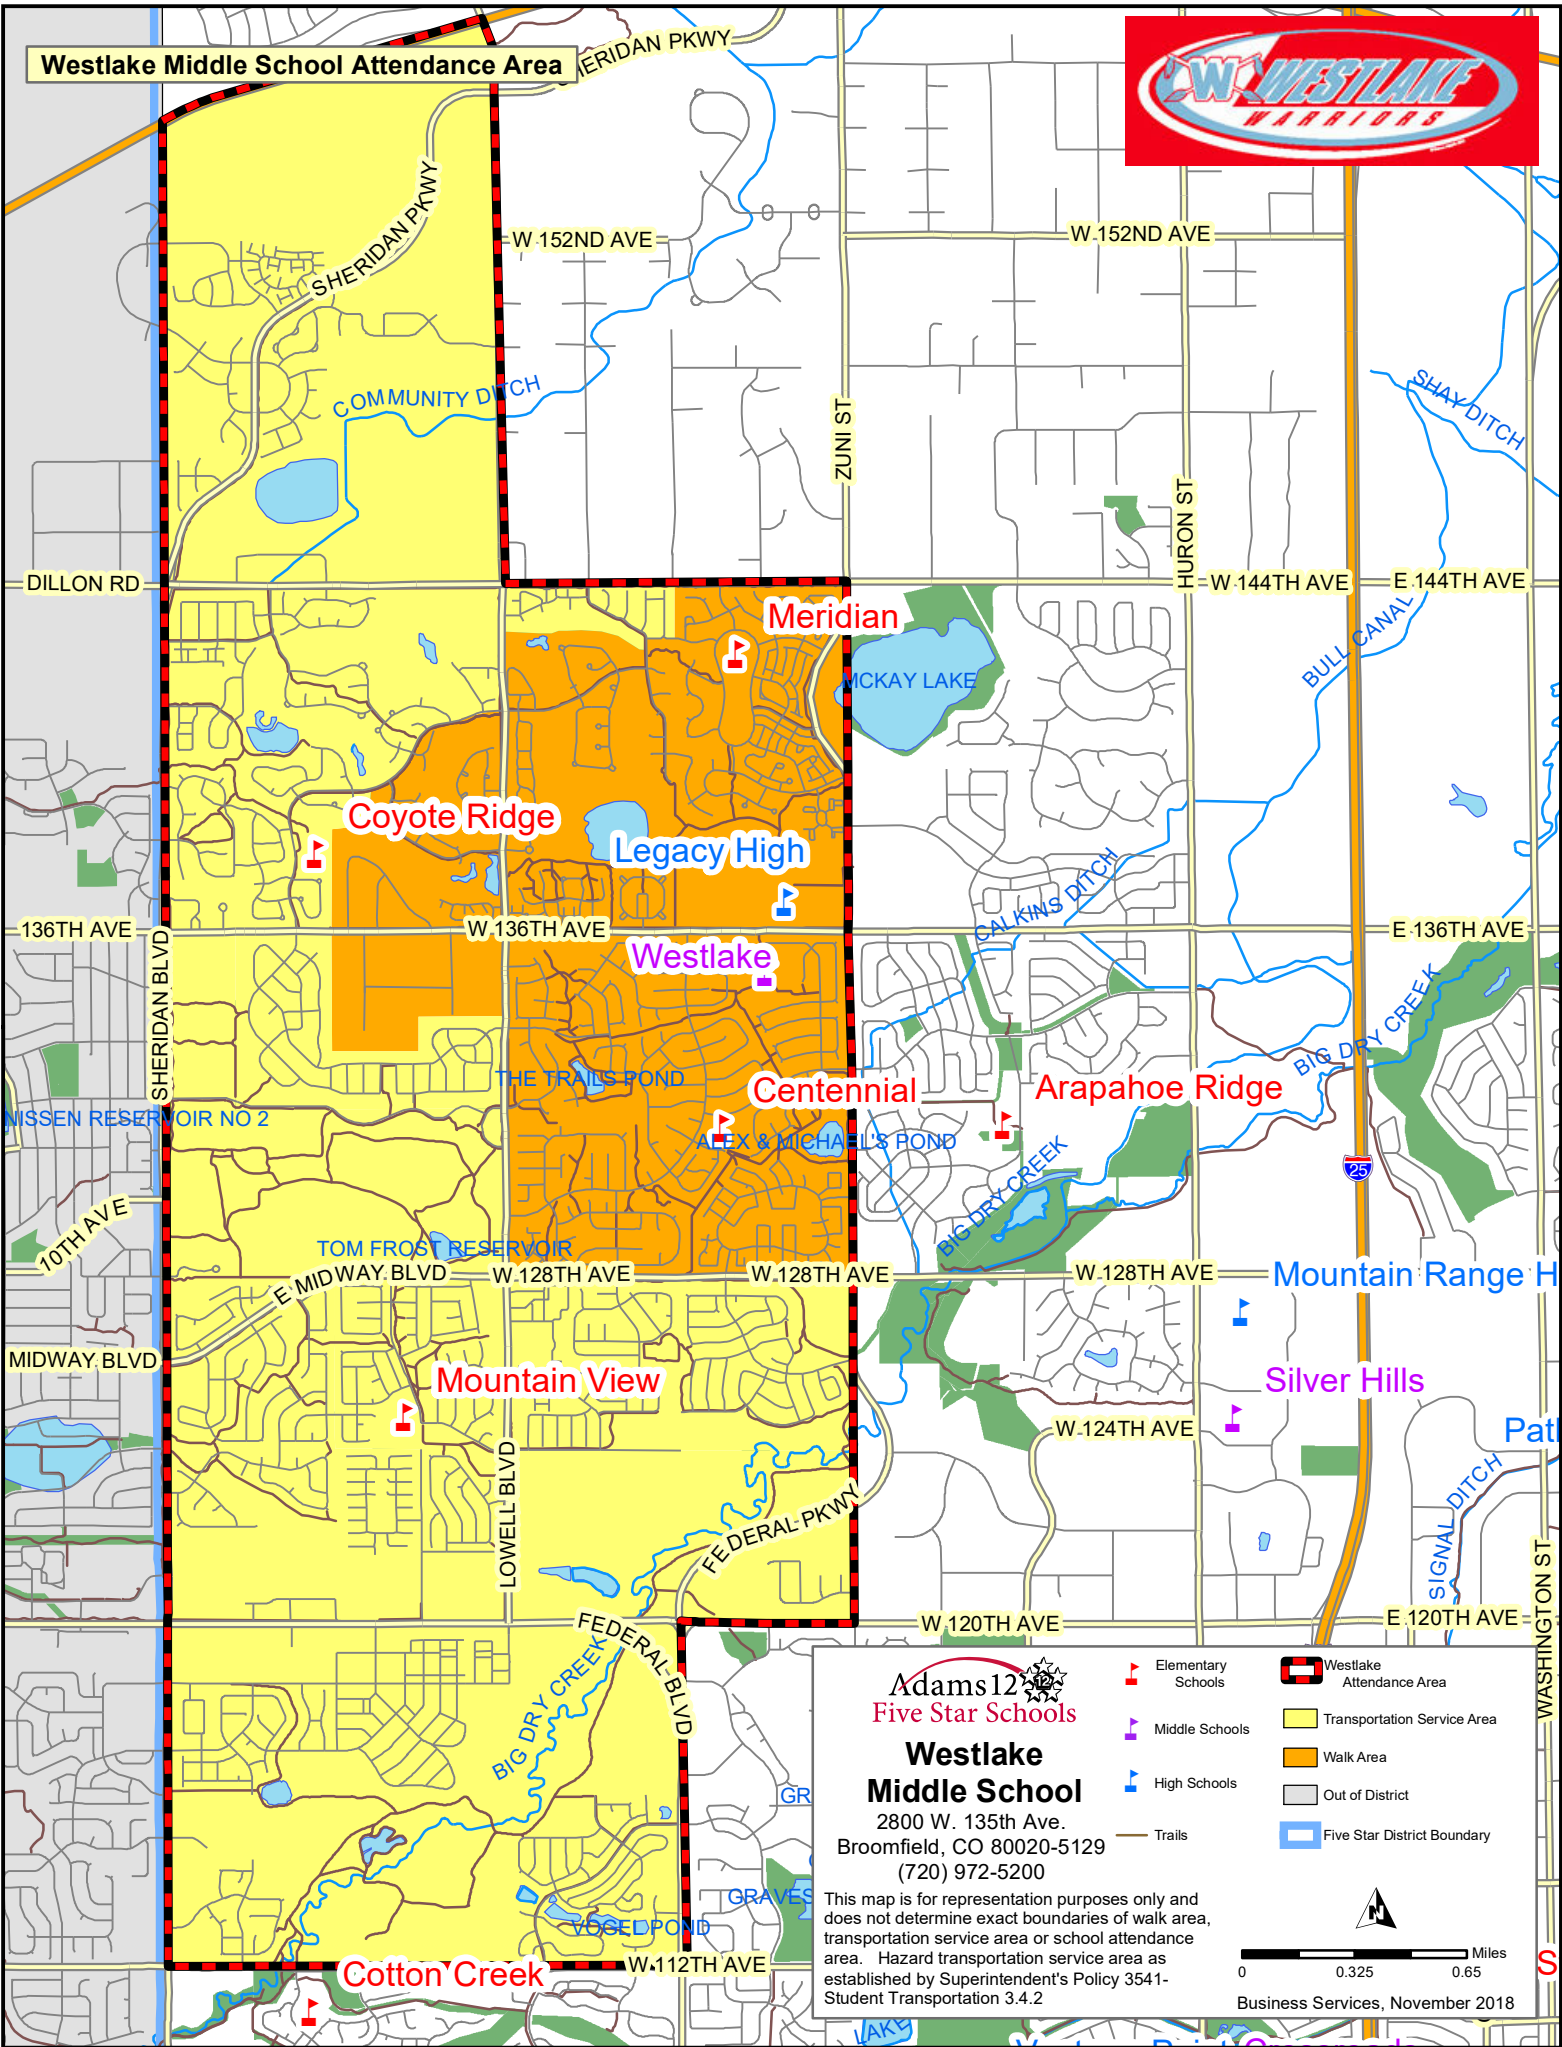 Westlake Middle School Attendance Area
SHERIDAN PKWY
W WESTLAKE
WARRIORS
SHERIDAN PKWY
W 152ND AVE
W 152ND AVE
COMMUNITY DITCH
ZUNI ST
SHAY DITCH
HURON ST
DILLON RD
W 144TH AVE
E 144TH AVE
Meridian
BULL CANAL
MCKAY LAKE
Coyote Ridge
Legacy High
CALKINS DITCH
136TH AVE
W 136TH AVE
E 136TH AVE
Westlake
SHERIDAN BLVD
BIG DRY CREEK
THE TRAILS POND
Centennial
Arapahoe Ridge
NISSEN RESERVOIR NO 2
ALEX & MICHAEL'S POND
25
BIG DRY CREEK
10TH AVE
TOM FROST RESERVOIR
E MIDWAY BLVD
W 128TH AVE
W 128TH AVE
W 128TH AVE
Mountain Range H
MIDWAY BLVD
Mountain View
Silver Hills
W 124TH AVE
Path
LOWELL BLVD
FEDERAL PKWY
SIGNAL DITCH
WASHINGTON ST
FEDERAL BLVD
W 120TH AVE
E 120TH AVE
BIG DRY CREEK
GR
GRAVES
VOGEL POND
W 112TH AVE
Cotton Creek
LAKE
S
Adams 12
12
Five Star Schools
Westlake
Middle School
2800 W. 135th Ave.
Broomfield, CO 80020-5129
(720) 972-5200
This map is for representation purposes only and
does not determine exact boundaries of walk area,
transportation service area or school attendance
area. Hazard transportation service area as
established by Superintendent's Policy 3541-
Student Transportation 3.4.2
Elementary
Schools
Middle Schools
High Schools
Trails
Westlake
Attendance Area
Transportation Service Area
Walk Area
Out of District
Five Star District Boundary
N
Miles
0 0.325 0.65
Business Services, November 2018